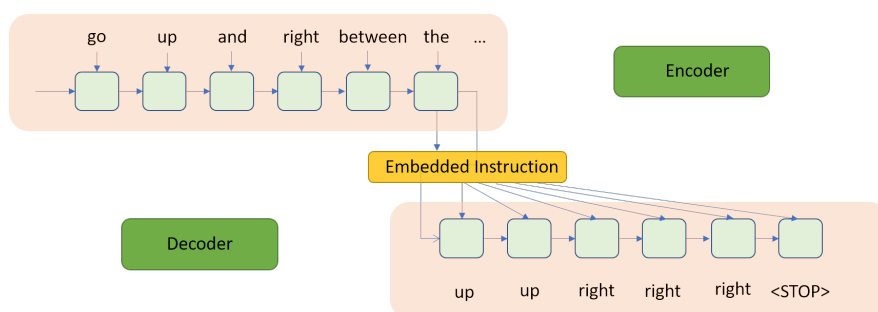 go up and right between the ...
Encoder
Embedded Instruction
Decoder
up up right right right <STOP>